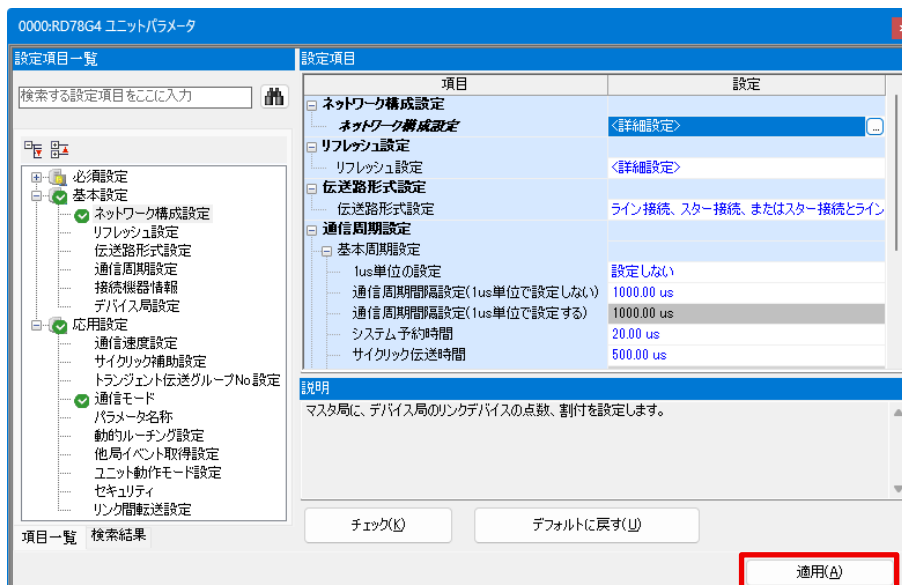 0000:RD78G4 ユニットパラメータ
設定項目一覧
検索する設定項目をここに入力
必須設定
基本設定
ネットワーク構成設定
リフレッシュ設定
伝送路形式設定
通信周期設定
接続機器情報
デバイス局設定
応用設定
通信速度設定
サイクリック補助設定
トランジェント伝送グループNo設定
通信モード
パラメータ名称
動的ルーチング設定
他局イベント取得設定
ユニット動作モード設定
セキュリティ
リンク間転送設定
項目一覧 検索結果
設定項目
項目 設定
ネットワーク構成設定
ネットワーク構成設定 <詳細設定> ...
リフレッシュ設定
リフレッシュ設定 <詳細設定>
伝送路形式設定
伝送路形式設定 ライン接続、スター接続、またはスター接続とライン
通信周期設定
基本周期設定
1us単位の設定 設定しない
通信周期間隔設定(1us単位で設定しない) 1000.00 us
通信周期間隔設定(1us単位で設定する) 1000.00 us
システム予約時間 20.00 us
サイクリック伝送時間 500.00 us
説明
マスタ局に、デバイス局のリンクデバイスの点数、割付を設定します。
チェック(K) デフォルトに戻す(U)
適用(A)